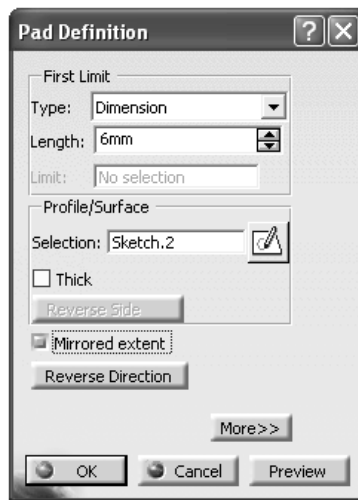 Pad Definition ? X
First Limit
Type: Dimension
Length: 6mm
Limit: No selection
Profile/Surface
Selection: Sketch.2
Thick
Reverse Side
Mirrored extent
Reverse Direction
More>>
OK Cancel Preview